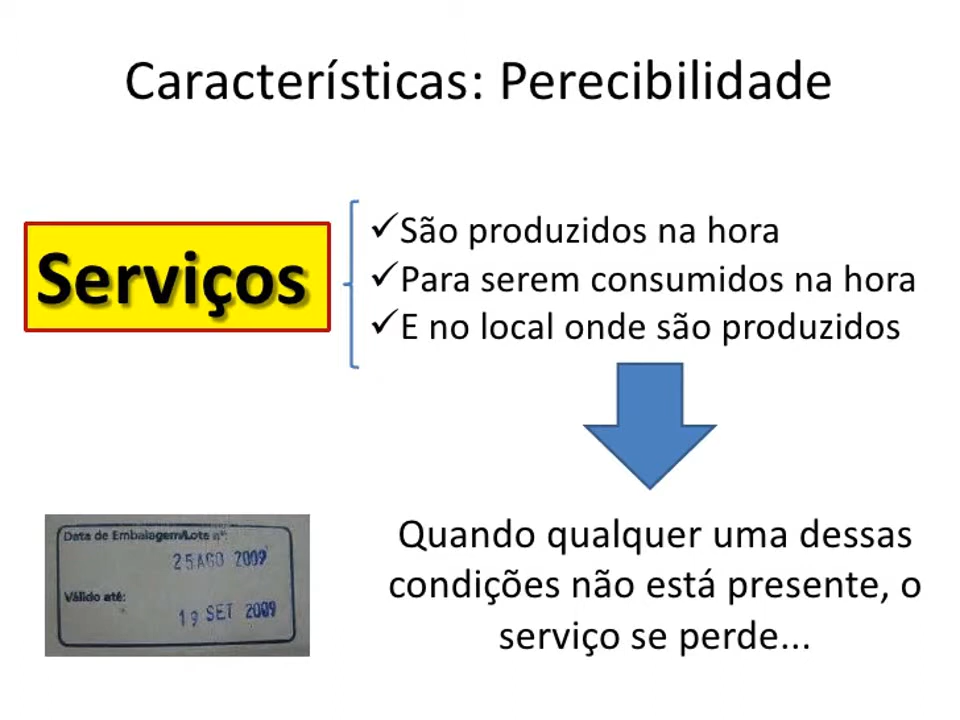 Características: Perecibilidade
Serviços
✓São produzidos na hora
✓Para serem consumidos na hora
✓E no local onde são produzidos
Data de Embalagem/Lote nº:
25 AGO 2009
Válido até:
19 SET 2009
Quando qualquer uma dessas
condições não está presente, o
serviço se perde...